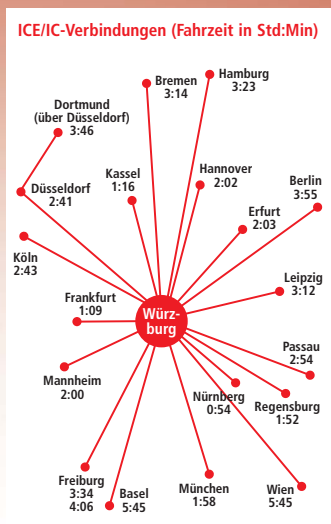 ICE/IC-Verbindungen (Fahrzeit in Std:Min)
Bremen
3:14
Hamburg
3:23
Dortmund
(über Düsseldorf)
3:46
Kassel
1:16
Hannover
2:02
Berlin
3:55
Düsseldorf
2:41
Erfurt
2:03
Köln
2:43
Leipzig
3:12
Frankfurt
1:09
Würz-
burg
Passau
2:54
Mannheim
2:00
Nürnberg
0:54
Regensburg
1:52
Freiburg
3:34
4:06
Basel
5:45
München
1:58
Wien
5:45